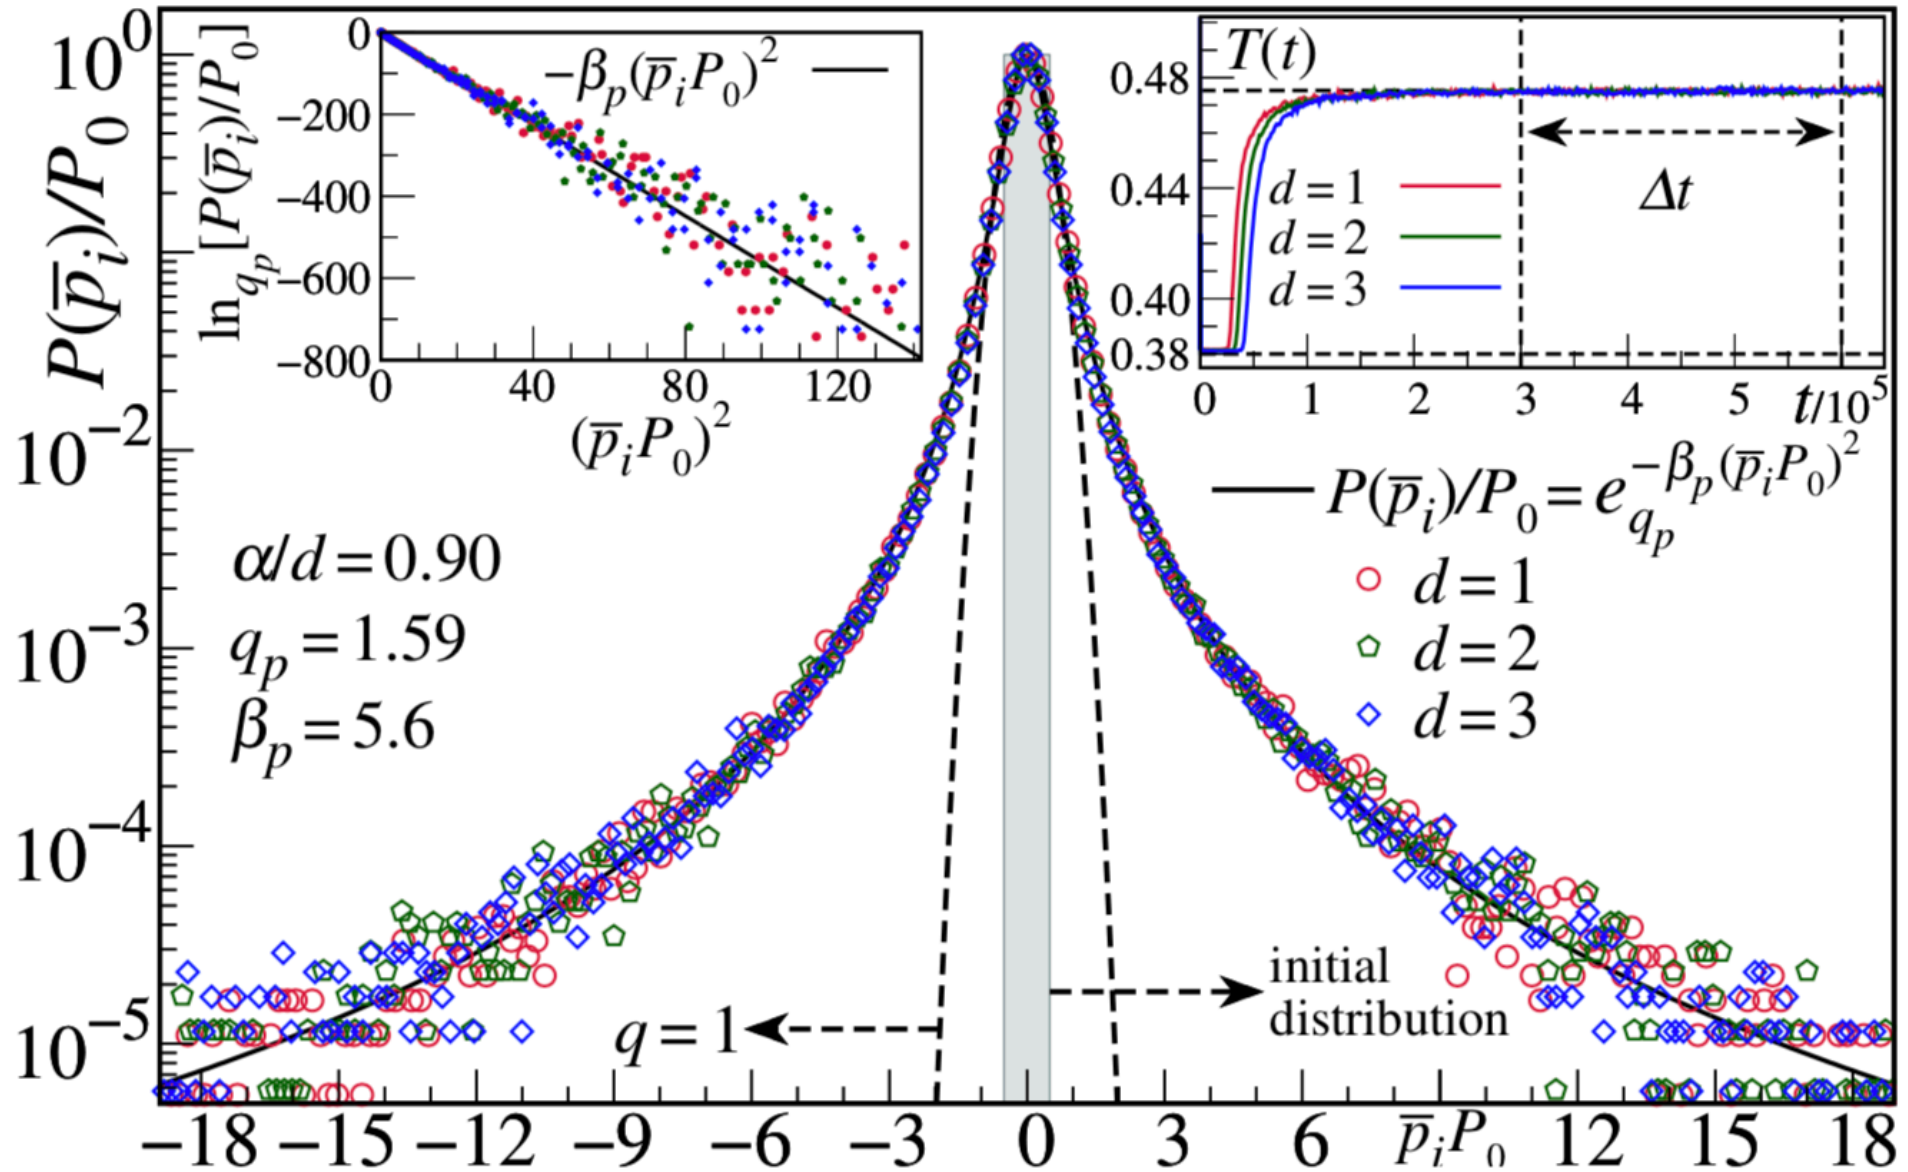 P(p̅ᵢ)/P₀
10⁰
10⁻²
10⁻³
10⁻⁴
10⁻⁵
ln_{q_p}[P(p̅ᵢ)/P₀]
0
−200
−400
−600
−800
−β_p(p̅ᵢP₀)²
0 40 80 120
(p̅ᵢP₀)²
T(t)
0.48
0.44
0.40
0.38
d = 1
d = 2
d = 3
Δt
0 1 2 3 4 5 t/10⁵
α/d = 0.90
q_p = 1.59
β_p = 5.6
P(p̅ᵢ)/P₀ = e_{q_p}^{−β_p(p̅ᵢP₀)²}
d = 1
d = 2
d = 3
q = 1
initial
distribution
−18 −15 −12 −9 −6 −3 0 3 6 p̅ᵢP₀ 12 15 18